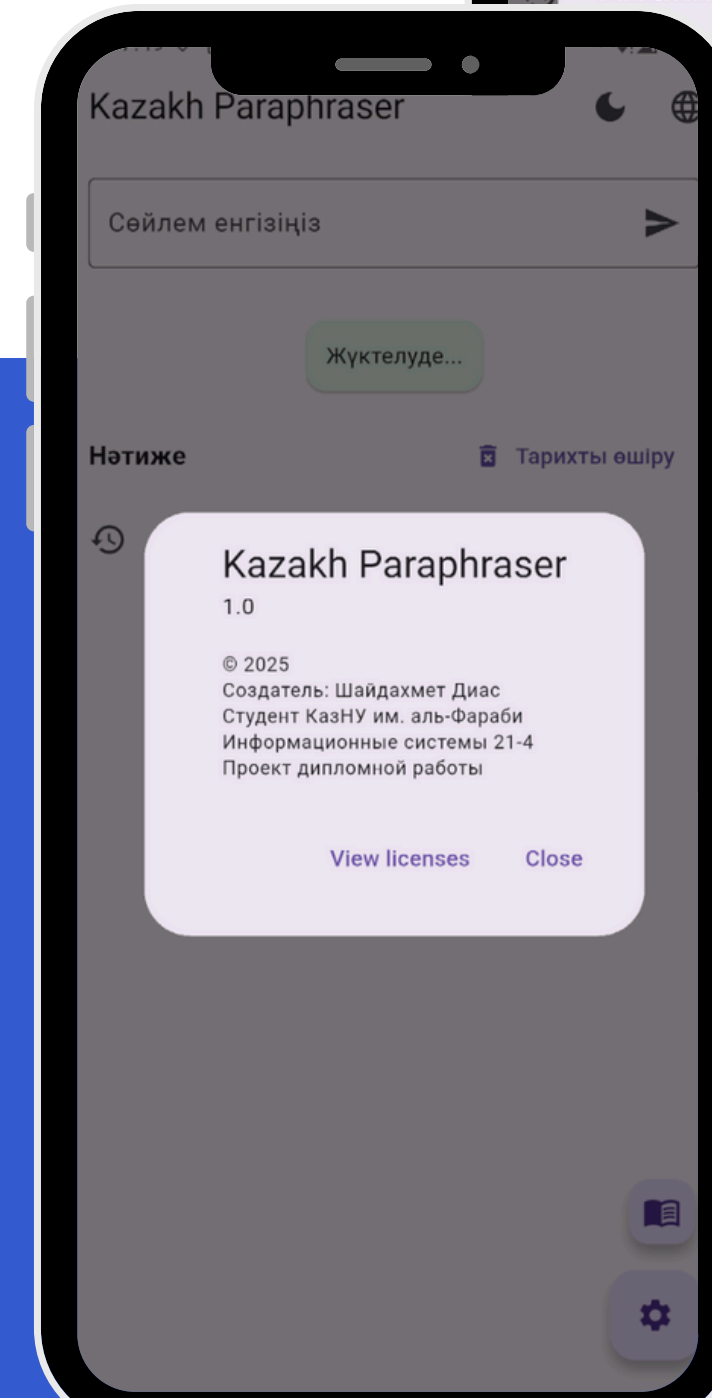 Kazakh Paraphraser
Сөйлем енгізіңіз
Жүктелуде...
Нәтиже
Тарихты өшіру
Kazakh Paraphraser
1.0
© 2025
Создатель: Шайдахмет Диас
Студент КазНУ им. аль-Фараби
Информационные системы 21-4
Проект дипломной работы
View licenses
Close